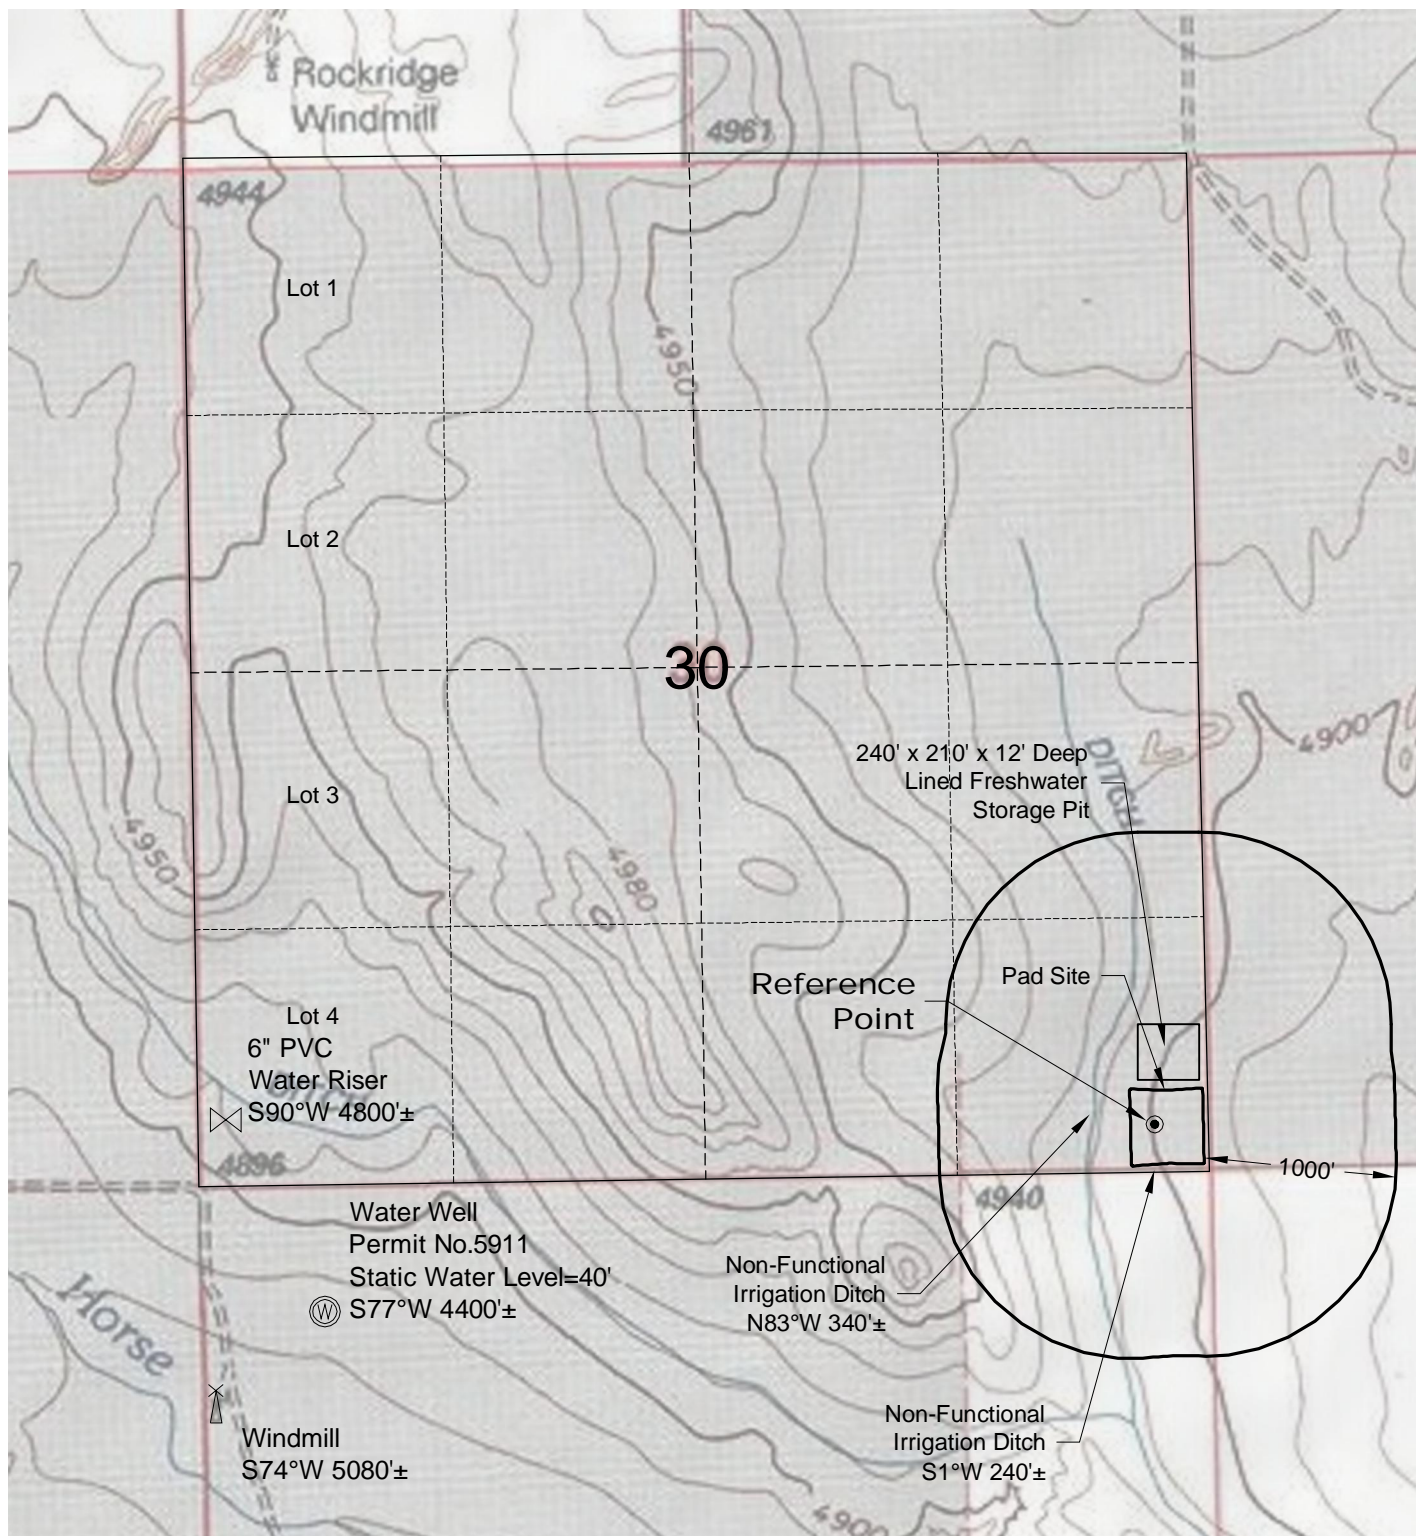 Rockridge
Windmill
4961
4944
Lot 1
4950
Lot 2
30
4900
240' x 210' x 12' Deep
Lined Freshwater
Storage Pit
DITCH
Lot 3
4950
4980
Pad Site
Reference
Point
Lot 4
6" PVC
Water Riser
S90°W 4800'±
Ditch
4896
1000'
4940
Water Well
Permit No.5911
Static Water Level=40'
W S77°W 4400'±
Non-Functional
Irrigation Ditch
N83°W 340'±
Horse
Windmill
S74°W 5080'±
Non-Functional
Irrigation Ditch
S1°W 240'±
4900